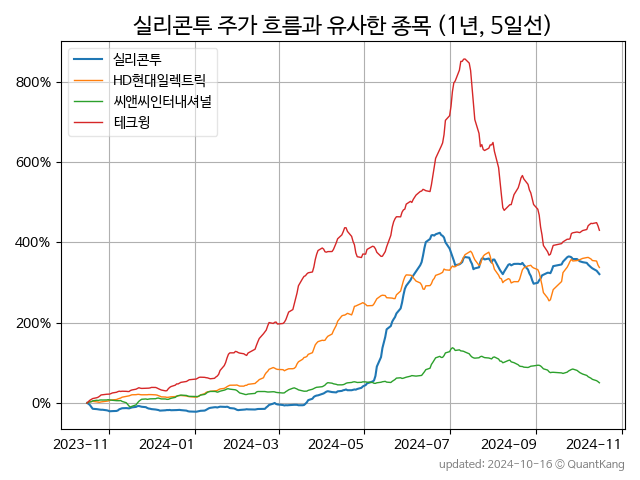 실리콘투 주가 흐름과 유사한 종목 (1년, 5일선)
실리콘투
HD현대일렉트릭
씨앤씨인터내셔널
테크윙
800%
600%
400%
200%
0%
2023-11 2024-01 2024-03 2024-05 2024-07 2024-09 2024-11
updated: 2024-10-16 © QuantKang